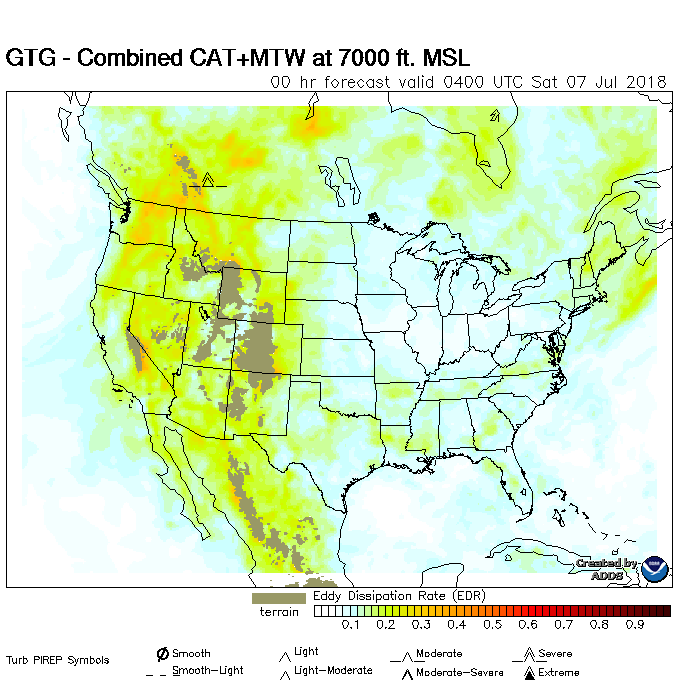 GTG - Combined CAT+MTW at 7000 ft. MSL
00 hr forecast valid 0400 UTC Sat 07 Jul 2018
Created by
ADDS
Eddy Dissipation Rate (EDR)
terrain
0.1 0.2 0.3 0.4 0.5 0.6 0.7 0.8 0.9
Turb PIREP Symbols
Smooth Light Moderate Severe
Smooth-Light Light-Moderate Moderate-Severe Extreme